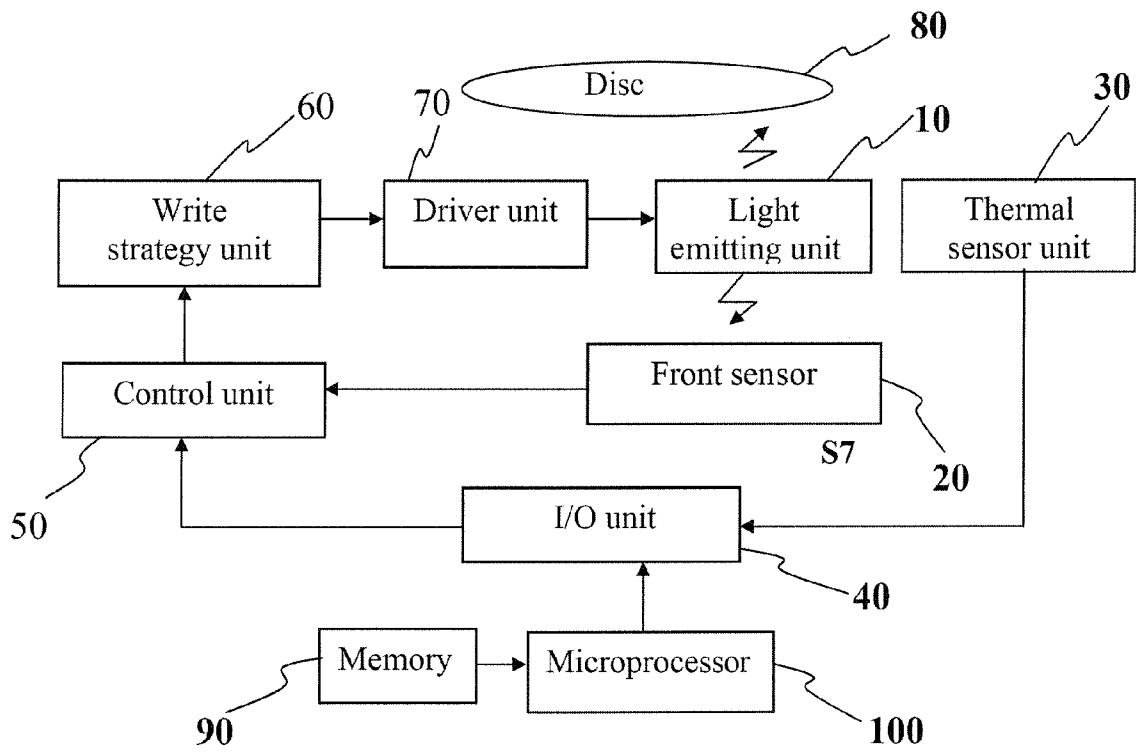 80
Disc
60
70
10
30
Write
strategy unit
Driver unit
Light
emitting unit
Thermal
sensor unit
Control unit
Front sensor
S7
20
50
I/O unit
40
Memory
Microprocessor
90
100